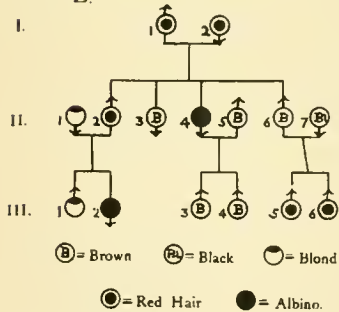 I. 1 2
II. 1 2 3 B 4 5 B 6 B 7 Bl
III. 1 2 3 B 4 B 5 6
B = Brown Bl = Black = Blond
= Red Hair = Albino.